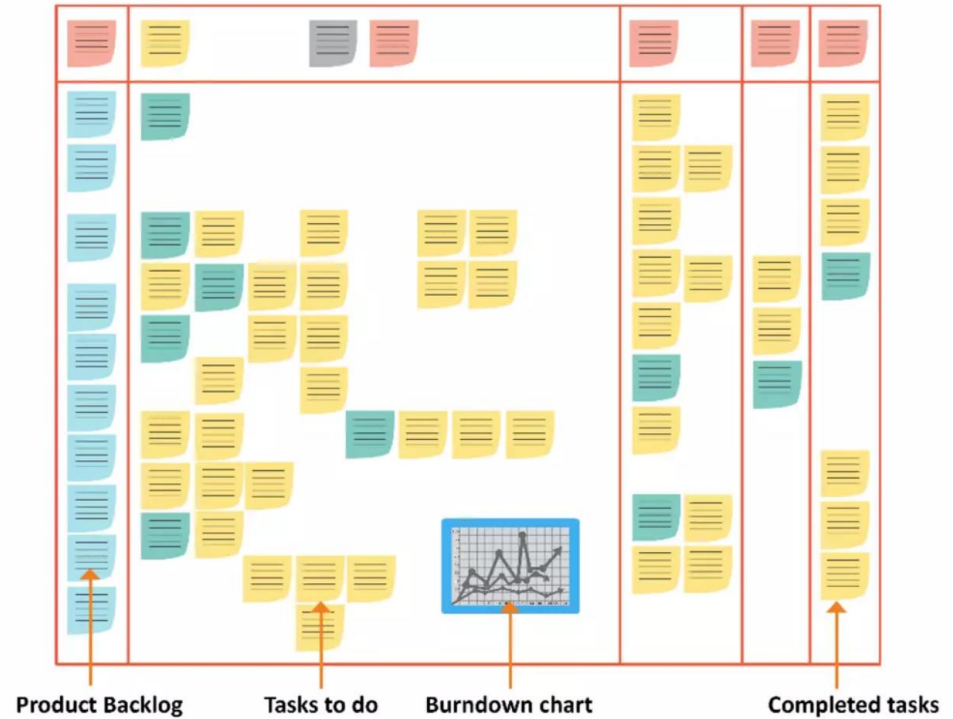 Product Backlog
Tasks to do
Burndown chart
Completed tasks